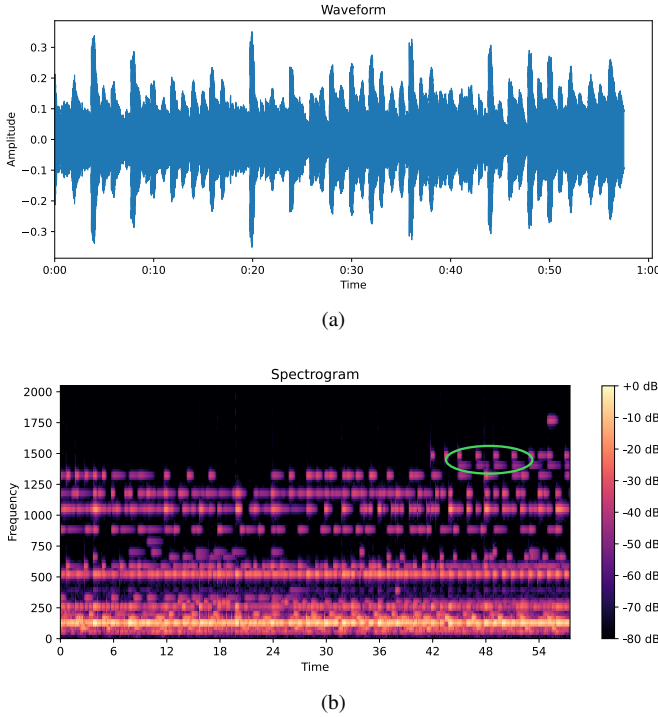 Waveform
0.3
0.2
0.1
0.0
−0.1
−0.2
−0.3
Amplitude
0:00 0:10 0:20 0:30 0:40 0:50 1:00
Time
(a)
Spectrogram
2000
1750
1500
1250
1000
750
500
250
0
Frequency
0 6 12 18 24 30 36 42 48 54
Time
+0 dB
-10 dB
-20 dB
-30 dB
-40 dB
-50 dB
-60 dB
-70 dB
-80 dB
(b)